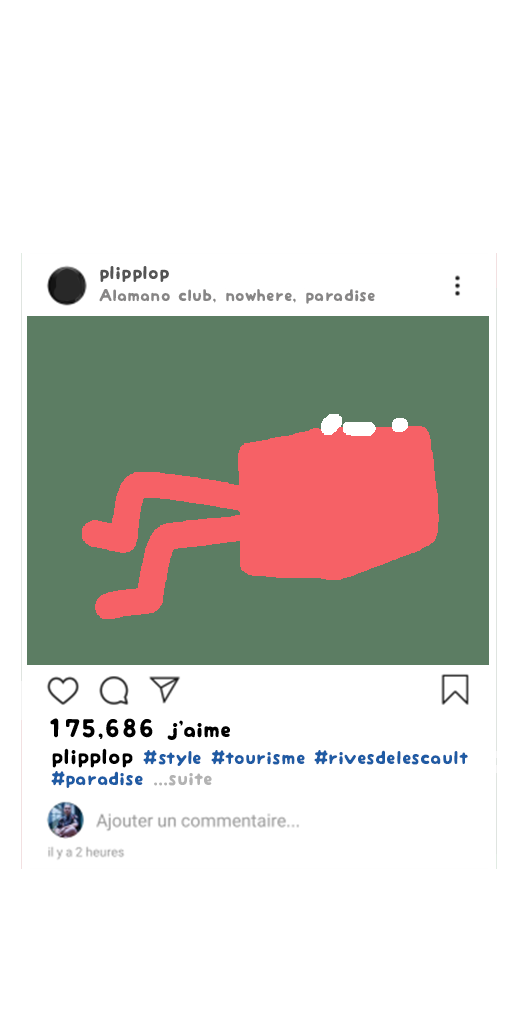 plipplop
Alamano club, nowhere, paradise
175,686 j'aime
plipplop #style #tourisme #rivesdelescault
#paradise ...suite
Ajouter un commentaire...
il y a 2 heures